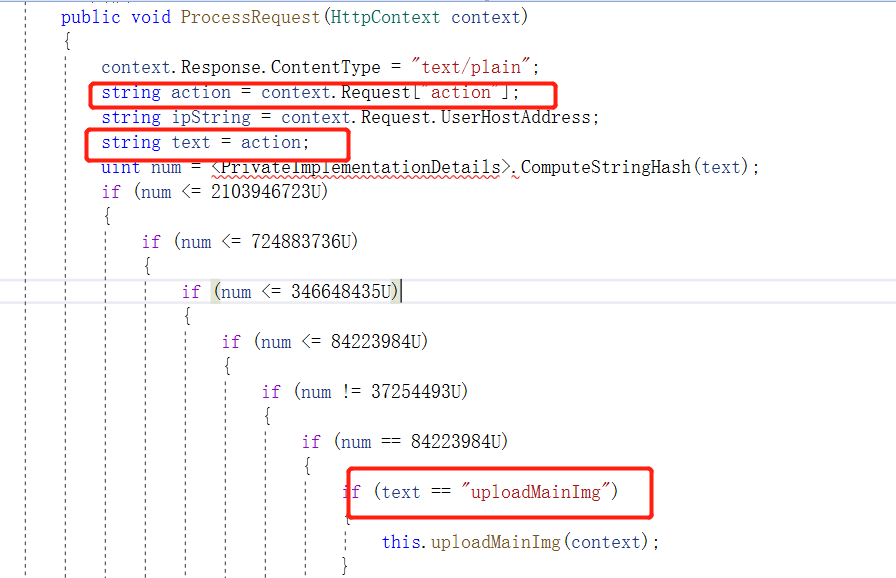 public void ProcessRequest(HttpContext context)
{
context.Response.ContentType = "text/plain";
string action = context.Request["action"];
string ipString = context.Request.UserHostAddress;
string text = action;
uint num = <PrivateImplementationDetails>.ComputeStringHash(text);
if (num <= 2103946723U)
{
if (num <= 724883736U)
{
if (num <= 346648435U)
{
if (num <= 84223984U)
{
if (num != 37254493U)
{
if (num == 84223984U)
{
if (text == "uploadMainImg")
{
this.uploadMainImg(context);
}